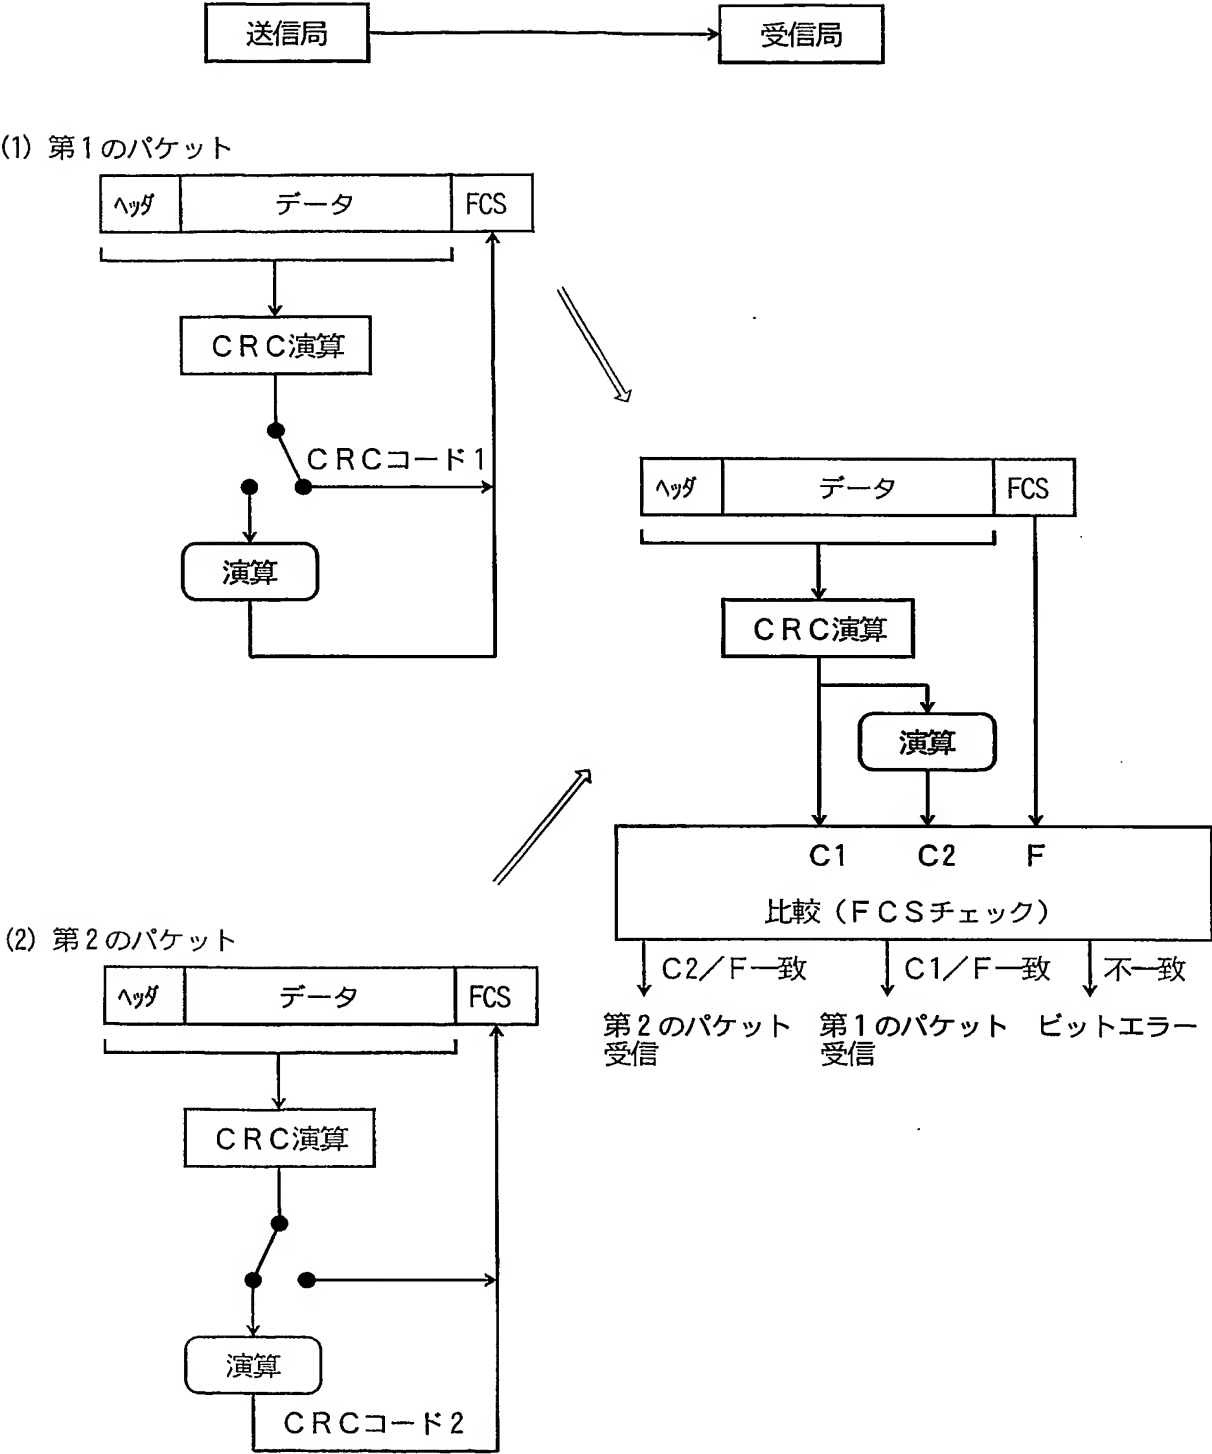 送信局
受信局
(1) 第1のパケット
ヘッダ データ FCS
CRC演算
CRCコード1
演算
ヘッダ データ FCS
CRC演算
演算
C1 C2 F
比較(FCSチェック)
C2/F一致 C1/F一致 不一致
第2のパケット 第1のパケット ビットエラー
受信 受信
(2) 第2のパケット
ヘッダ データ FCS
CRC演算
演算
CRCコード2